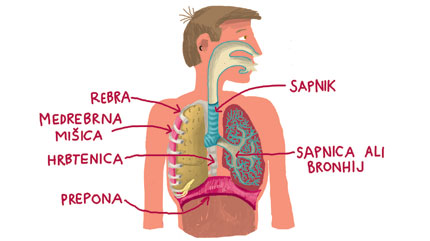 REBRA
MEDREBRNA
MIŠICA
HRBTENICA
PREPONA
SAPNIK
SAPNICA ALI
BRONHIJ